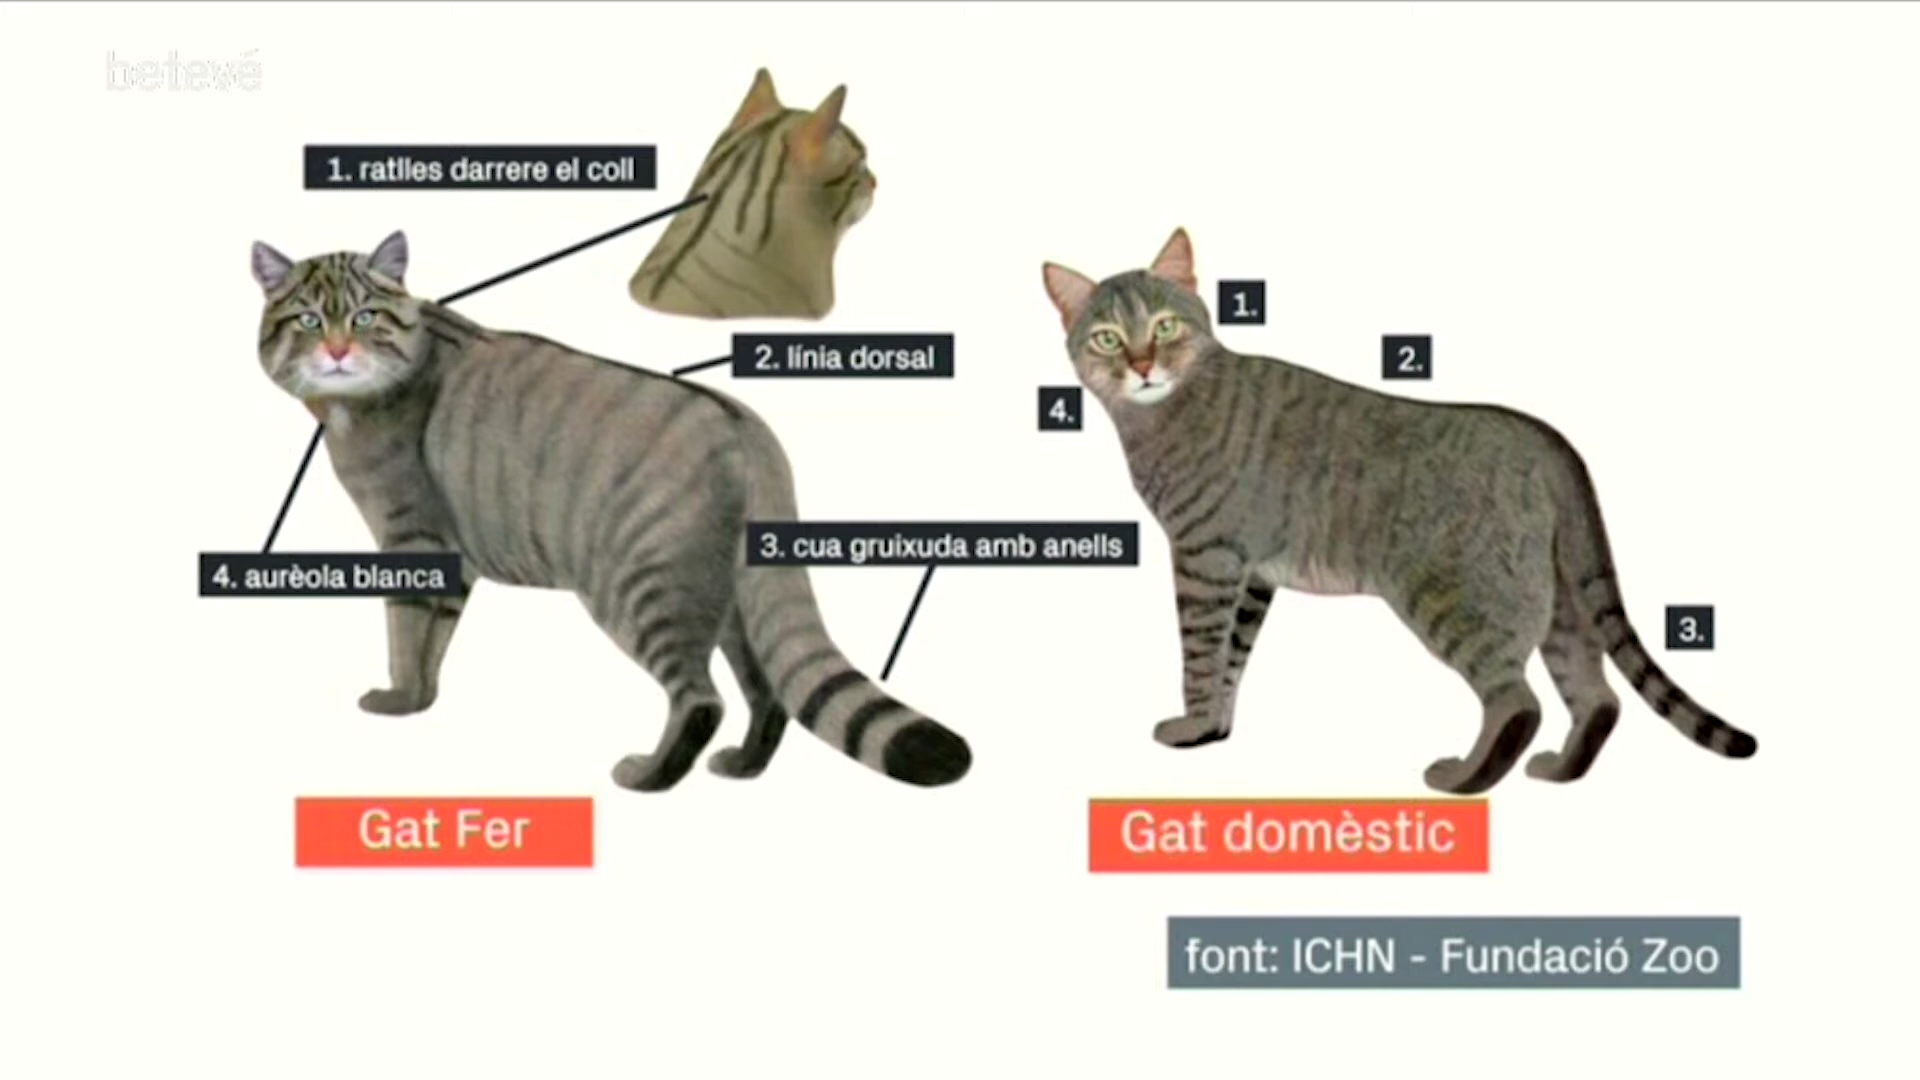 betevé
1. ratlles darrere el coll
2. línia dorsal
3. cua gruixuda amb anells
4. aurèola blanca
1.
2.
3.
4.
Gat Fer
Gat domèstic
font: ICHN - Fundació Zoo